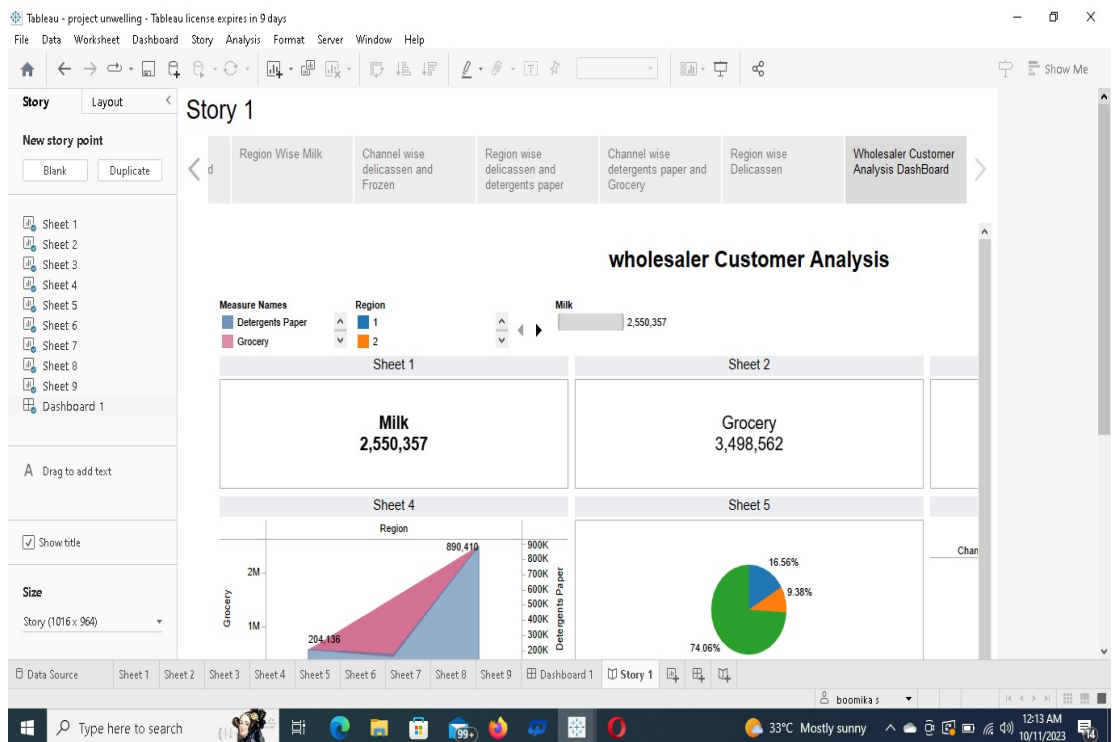 Tableau - project unwelling - Tableau license expires in 9 days
File Data Worksheet Dashboard Story Analysis Format Server Window Help
Show Me
Story Layout
New story point
Blank Duplicate
Sheet 1
Sheet 2
Sheet 3
Sheet 4
Sheet 5
Sheet 6
Sheet 7
Sheet 8
Sheet 9
Dashboard 1
A Drag to add text
Show title
Size
Story (1016 x 964)
Story 1
d
Region Wise Milk
Channel wise
delicassen and
Frozen
Region wise
delicassen and
detergents paper
Channel wise
detergents paper and
Grocery
Region wise
Delicassen
Wholesaler Customer
Analysis DashBoard
wholesaler Customer Analysis
Measure Names
Detergents Paper
Grocery
Region
1
2
Milk
2,550,357
Sheet 1
Milk
2,550,357
Sheet 2
Grocery
3,498,562
Sheet 4
Region
890,410
204,136
2M
1M
Grocery
900K
800K
700K
600K
500K
400K
300K
200K
Detergents Paper
Sheet 5
16.56%
9.38%
74.06%
Chan
Data Source Sheet 1 Sheet 2 Sheet 3 Sheet 4 Sheet 5 Sheet 6 Sheet 7 Sheet 8 Sheet 9 Dashboard 1 Story 1
boomika s
Type here to search
99+
33°C Mostly sunny
12:13 AM
10/11/2023
14